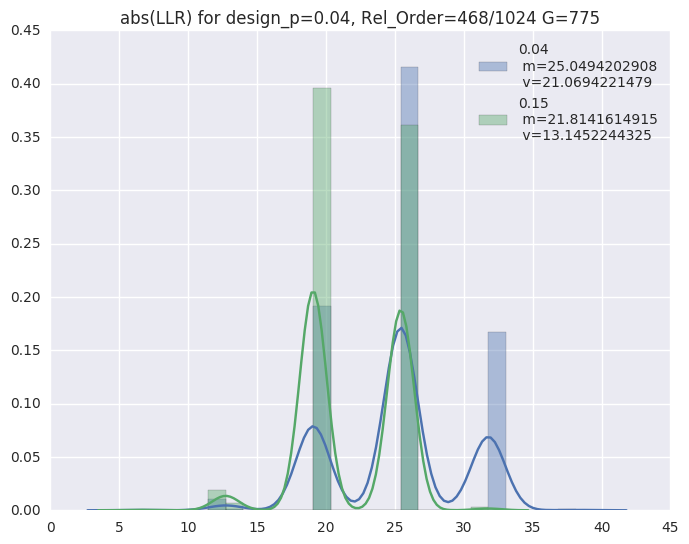 abs(LLR) for design_p=0.04, Rel_Order=468/1024 G=775
0.45
0.40
0.35
0.30
0.25
0.20
0.15
0.10
0.05
0.00
0.04
m=25.0494202908
v=21.0694221479
0.15
m=21.8141614915
v=13.1452244325
0 5 10 15 20 25 30 35 40 45